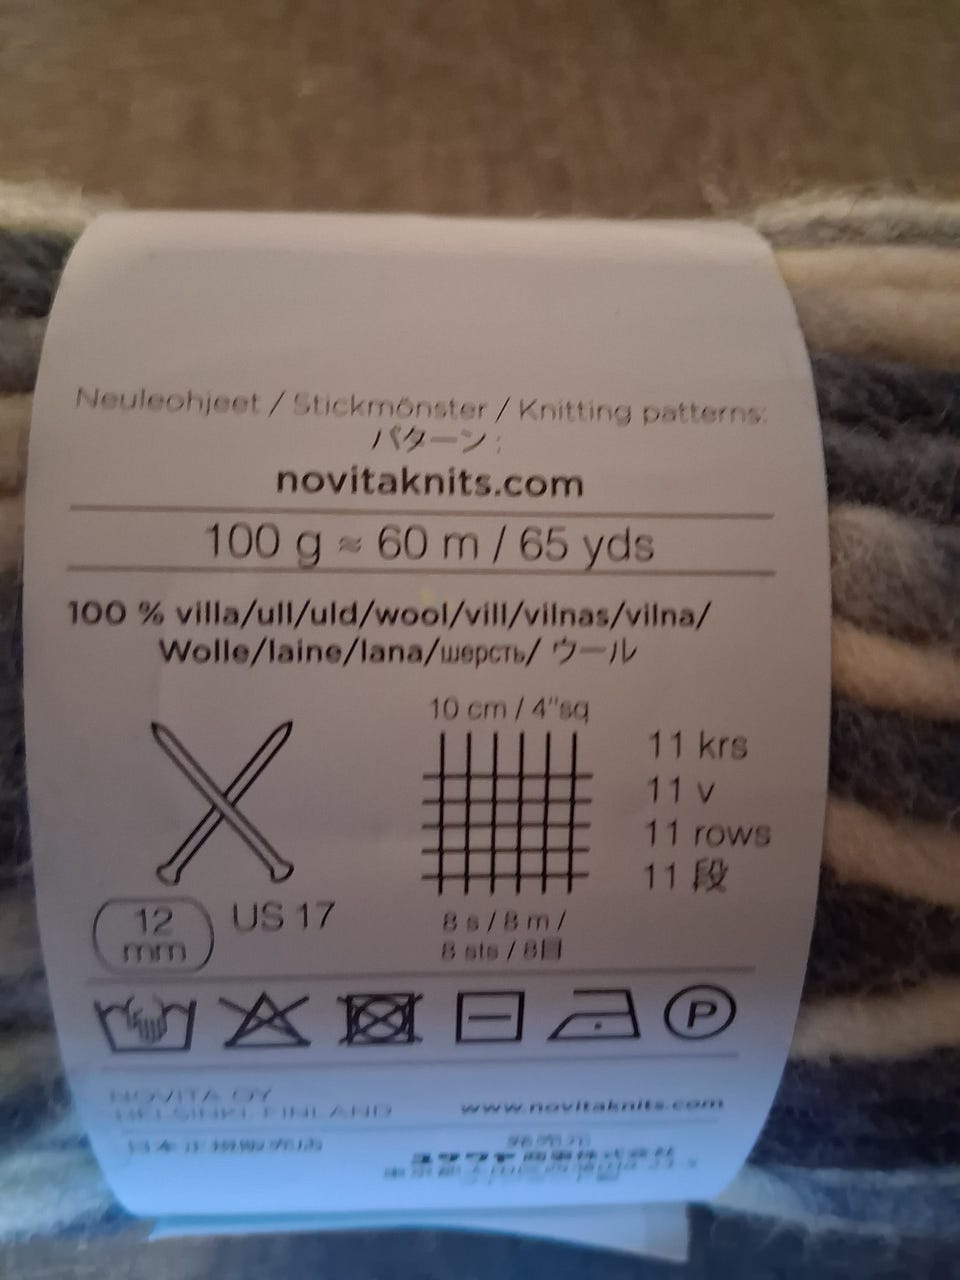 Neuleohjeet / Stickmönster / Knitting patterns:
パターン:
novitaknits.com
100 g ≈ 60 m / 65 yds
100 % villa/ull/uld/wool/vill/vilnas/vilna/
Wolle/laine/lana/шерсть/ ウール
10 cm / 4"sq
11 krs
11 v
11 rows
11 段
12
mm
US 17
8 s / 8 m /
8 sts / 8目
P
NOVITA OY
HELSINKI, FINLAND
www.novitaknits.com
発売元